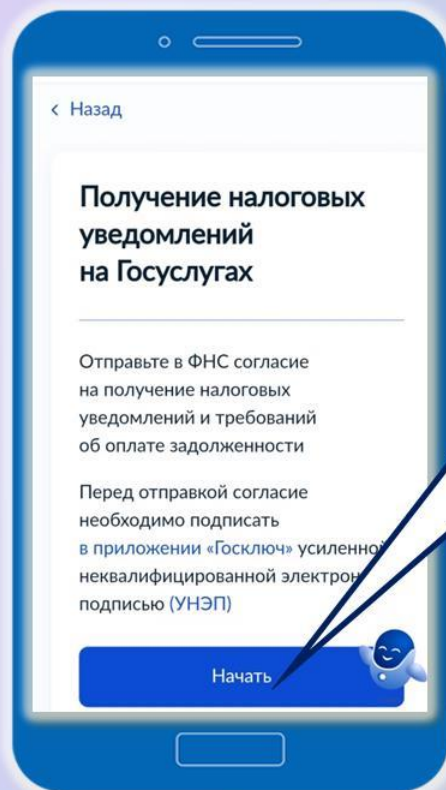 Назад
Получение налоговых
уведомлений
на Госуслугах
Отправьте в ФНС согласие
на получение налоговых
уведомлений и требований
об оплате задолженности
Перед отправкой согласие
необходимо подписать
в приложении «Госключ» усиленной
неквалифицированной электрон
подписью (УНЭП)
Начать